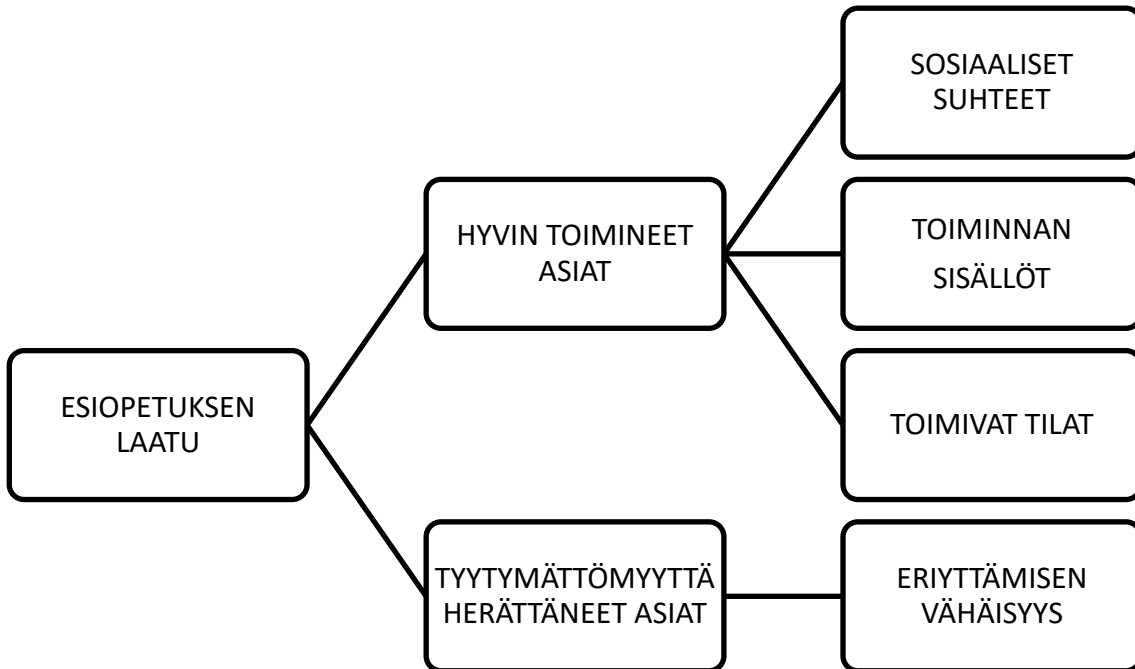 ESIOPETUKSEN
LAATU
HYVIN TOIMINEET
ASIAT
SOSIAALISET
SUHTEET
TOIMINNAN
SISÄLLÖT
TOIMIVAT TILAT
TYYTYMÄTTÖMYYTTÄ
HERÄTTÄNEET ASIAT
ERIYTTÄMISEN
VÄHÄISYYS